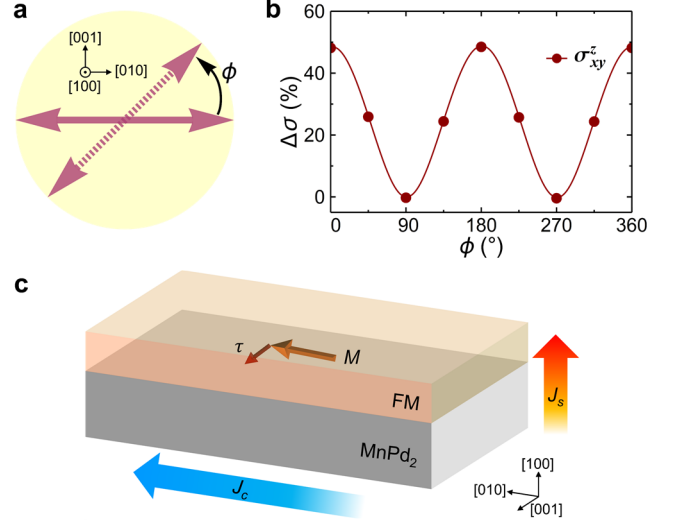 a
[001]
[010]
[100]
ϕ
b
Δσ (%)
60
40
20
0
σ^z_xy
0 90 180 270 360
ϕ (°)
c
τ
M
FM
MnPd₂
J_s
J_c
[100]
[010]
[001]